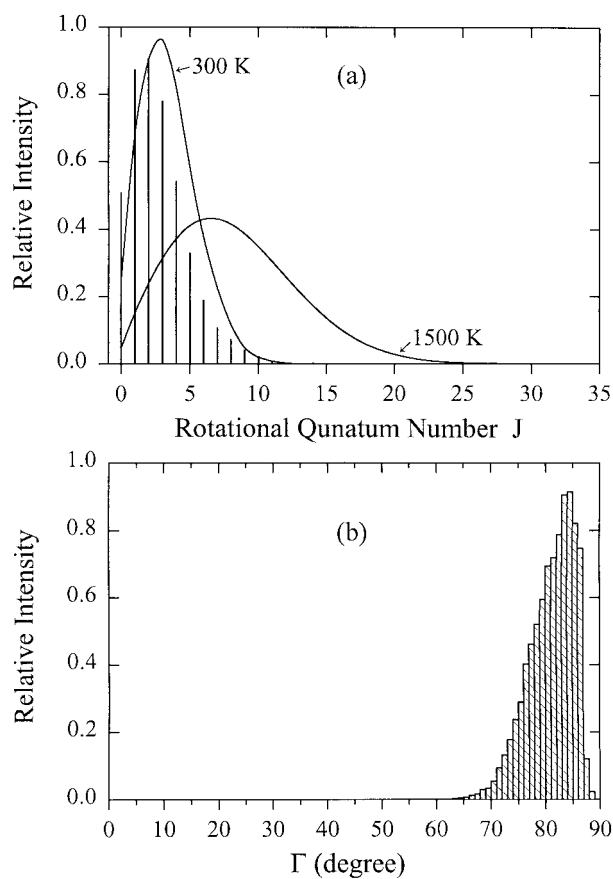 1.0
(a)
300 K
0.8
0.6
Relative Intensity
0.4
0.2
1500 K
0.0
0 5 10 15 20 25 30 35
Rotational Qunatum Number J
1.0
(b)
0.8
0.6
Relative Intensity
0.4
0.2
0.0
0 10 20 30 40 50 60 70 80 90
Γ (degree)